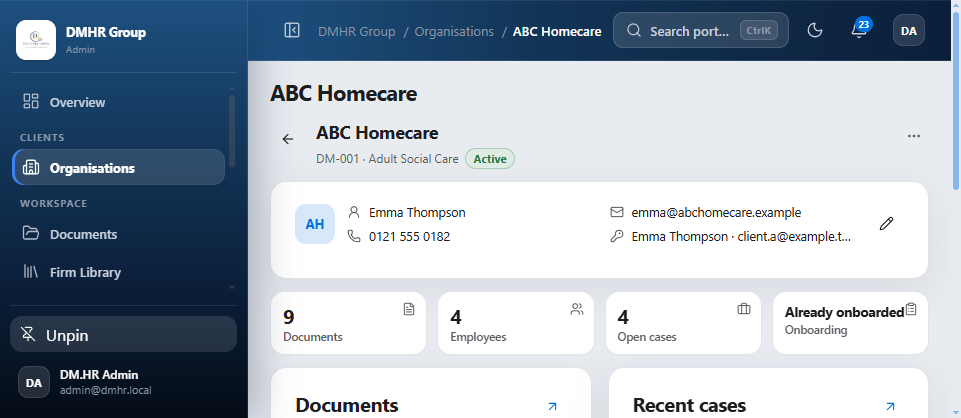 DMHR Group
Admin
Overview
CLIENTS
Organisations
WORKSPACE
Documents
Firm Library
Unpin
DA
DM.HR Admin
admin@dmhr.local
DMHR Group / Organisations / ABC Homecare
Search port... CtrlK
23
DA
ABC Homecare
ABC Homecare
DM-001 · Adult Social Care Active
AH
Emma Thompson
0121 555 0182
emma@abchomecare.example
Emma Thompson · client.a@example.t...
9
Documents
4
Employees
4
Open cases
Already onboarded
Onboarding
Documents
Recent cases